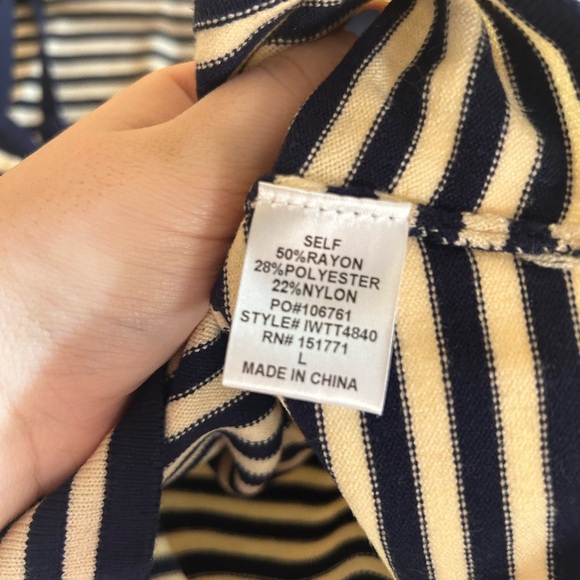 SELF
50%RAYON
28%POLYESTER
22%NYLON
PO#106761
STYLE# IWTT4840
RN# 151771
L
MADE IN CHINA